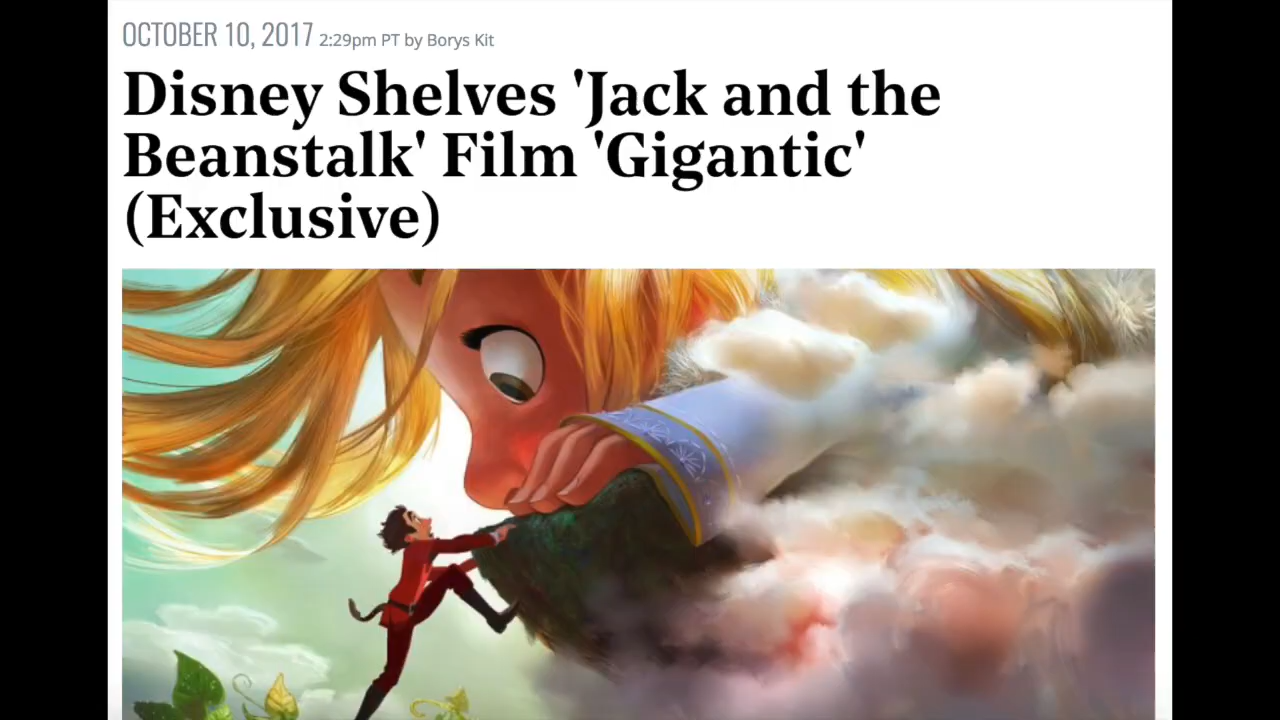 OCTOBER 10, 2017 2:29pm PT by Borys Kit
Disney Shelves 'Jack and the
Beanstalk' Film 'Gigantic'
(Exclusive)